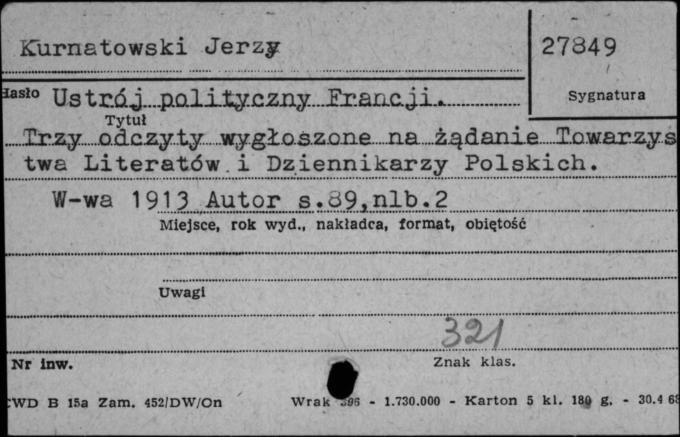 Kurnatowski Jerzy
27849
Hasło
Sygnatura
Ustrój polityczny Francji.
Tytuł
Trzy odczyty wygłoszone na żądanie Towarzys
twa Literatów i Dziennikarzy Polskich.
W-wa 1913 Autor s.89,nlb.2
Miejsce, rok wyd., nakładca, format, objętość
Uwagi
321
Nr inw.
Znak klas.
CWD B 15a Zam. 452/DW/On Wrak 396 - 1.730.000 - Karton 5 kl. 180 g. - 30.4 68